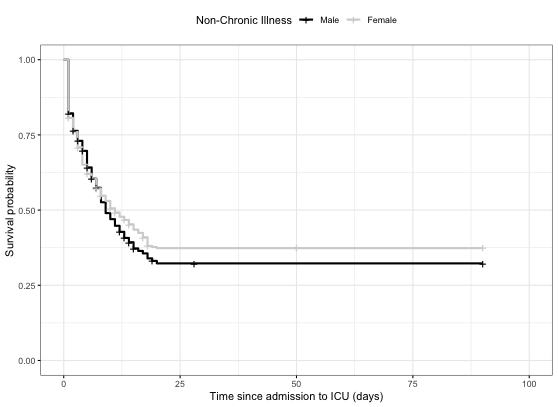 Non-Chronic Illness Male Female
1.00
0.75
0.50
0.25
0.00
Survival probability
0 25 50 75 100
Time since admission to ICU (days)